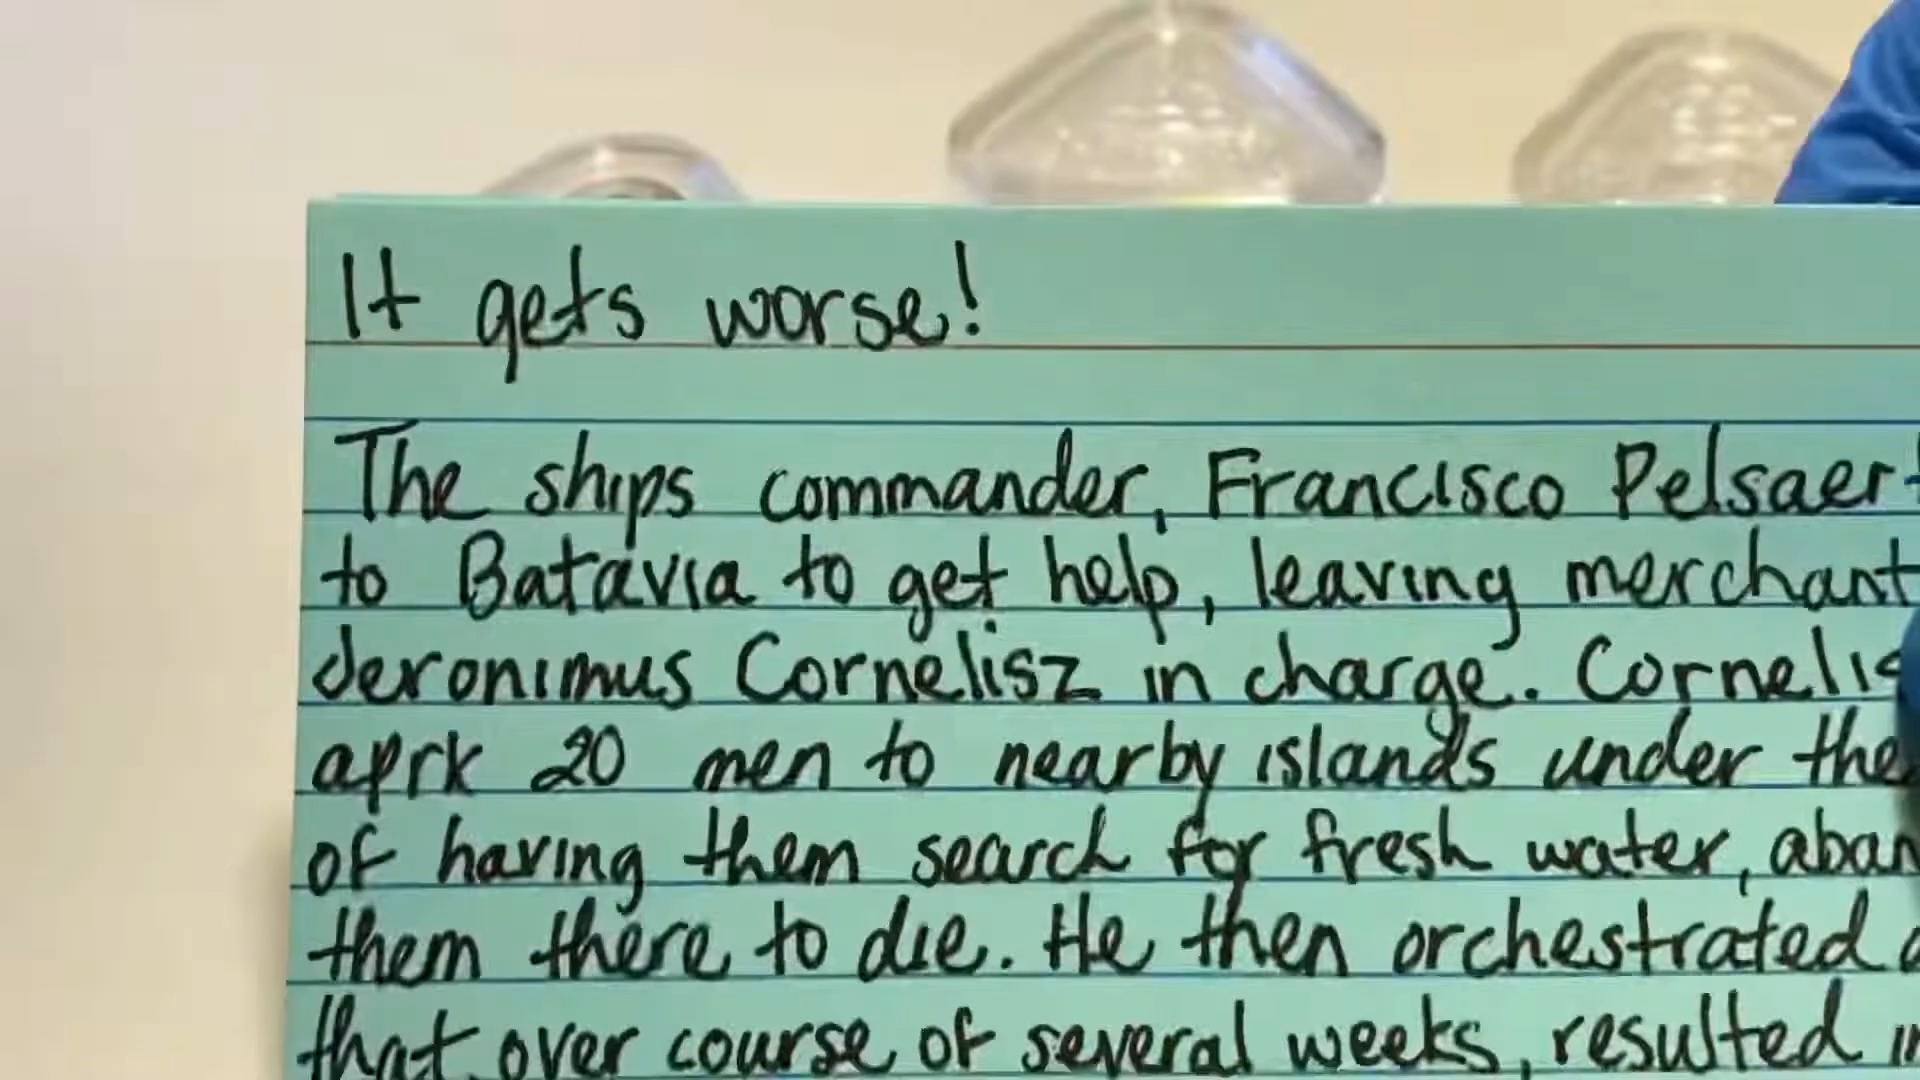 It gets worse!
The ships commander, Francisco Pelsaert
to Batavia to get help, leaving merchant
Jeronimus Cornelisz in charge. Cornelis
aprk 20 men to nearby islands under the
of having them search for fresh water, aban
them there to die. He then orchestrated
that over course of several weeks, resulted in